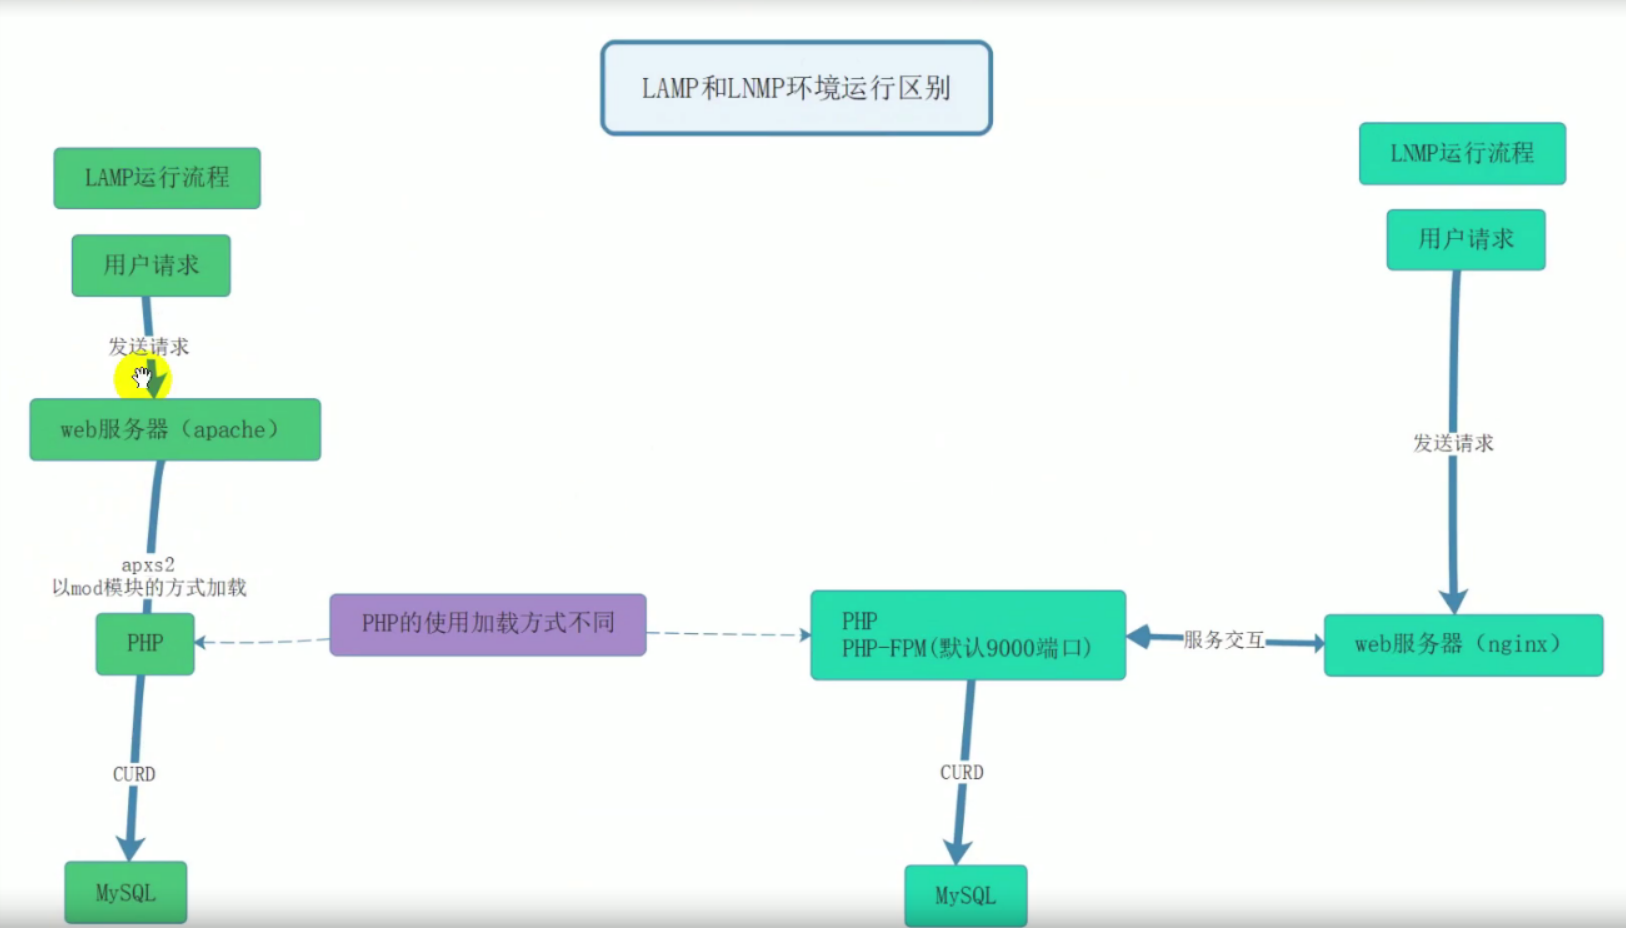 LAMP和LNMP环境运行区别
LAMP运行流程
用户请求
发送请求
web服务器（apache）
apxs2
以mod模块的方式加载
PHP
CURD
MySQL
PHP的使用加载方式不同
LNMP运行流程
用户请求
发送请求
web服务器（nginx）
服务交互
PHP
PHP-FPM(默认9000端口)
CURD
MySQL